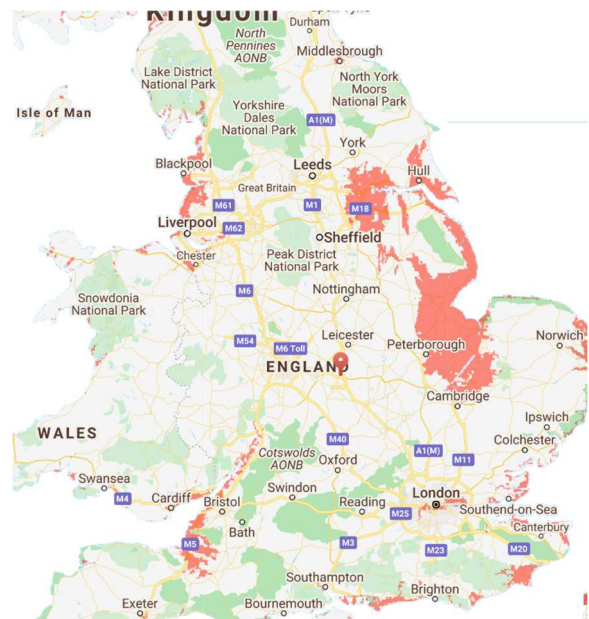 Kingdom
Durham
North
Pennines
AONB
Middlesbrough
Lake District
National Park
North York
Moors
National Park
Isle of Man
Yorkshire
Dales
National Park
A1(M)
York
Blackpool
Leeds
Hull
Great Britain
M61
M1
M18
Liverpool
M62
Sheffield
Chester
Peak District
National Park
M6
Nottingham
Snowdonia
National Park
M54
M6 Toll
Leicester
Peterborough
Norwich
ENGLAND
Cambridge
WALES
Ipswich
M40
Colchester
Cotswolds
AONB
Oxford
A1(M)
M11
Swansea
M4
Cardiff
Bristol
Swindon
Reading
London
M25
Southend-on-Sea
Bath
Canterbury
M5
M3
M23
M20
Southampton
Brighton
Exeter
Bournemouth